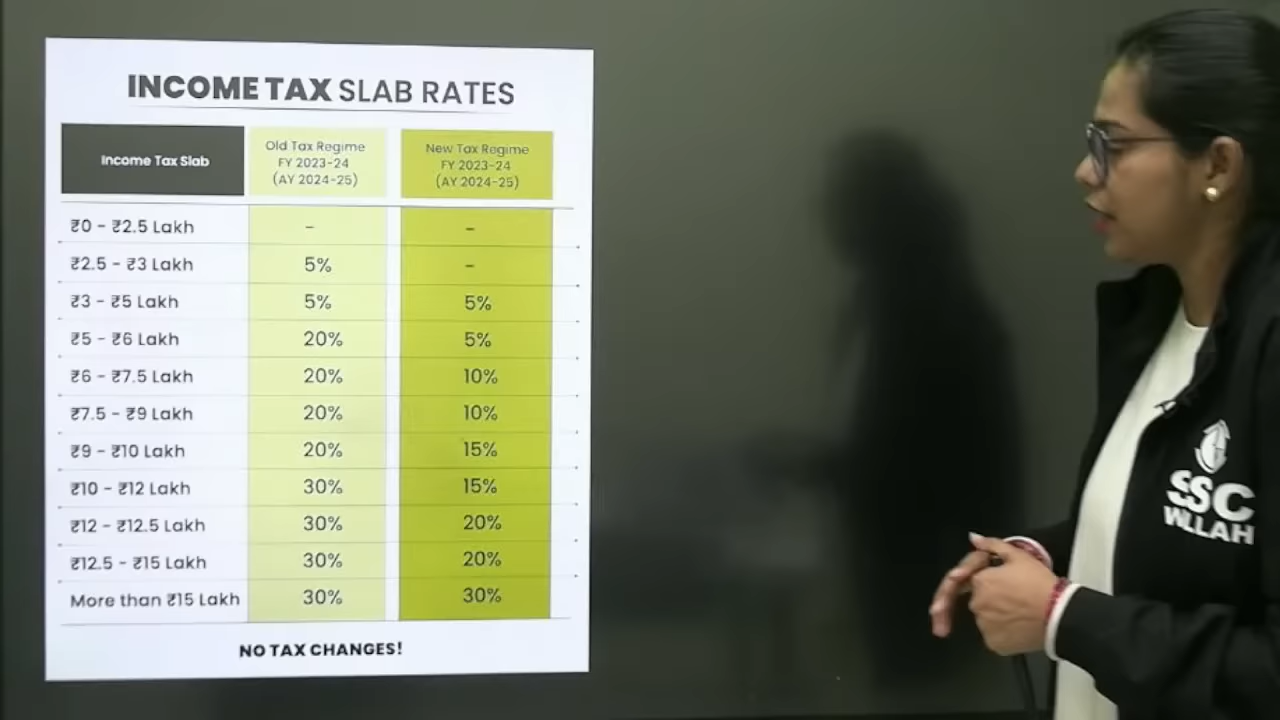 INCOME TAX SLAB RATES
Income Tax Slab
Old Tax Regime
FY 2023-24
(AY 2024-25)
New Tax Regime
FY 2023-24
(AY 2024-25)
₹0 - ₹2.5 Lakh - -
₹2.5 - ₹3 Lakh 5% -
₹3 - ₹5 Lakh 5% 5%
₹5 - ₹6 Lakh 20% 5%
₹6 - ₹7.5 Lakh 20% 10%
₹7.5 - ₹9 Lakh 20% 10%
₹9 - ₹10 Lakh 20% 15%
₹10 - ₹12 Lakh 30% 15%
₹12 - ₹12.5 Lakh 30% 20%
₹12.5 - ₹15 Lakh 30% 20%
More than ₹15 Lakh 30% 30%
NO TAX CHANGES!
SSC
WALLAH